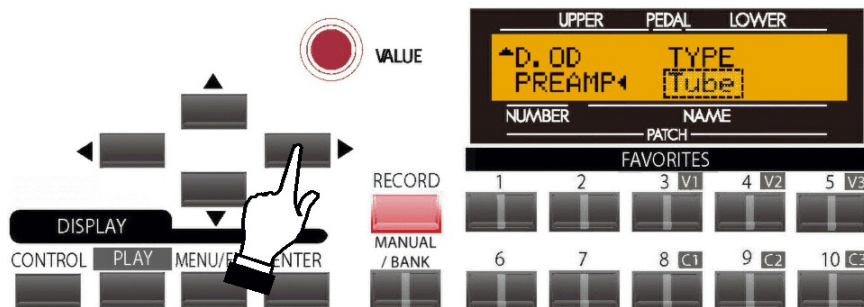 UPPER PEDAL LOWER
VALUE
D. OD TYPE
PREAMP Tube
NUMBER NAME
PATCH
FAVORITES
RECORD
1 2 3 V1 4 V2 5 V3
DISPLAY
MANUAL
/ BANK
CONTROL PLAY MENU/E ENTER
6 7 8 C1 9 C2 10 C3